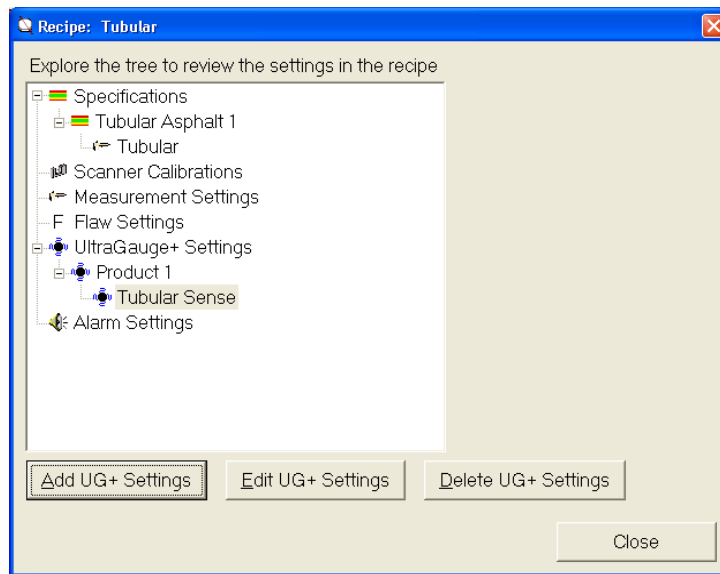 Recipe: Tubular
Explore the tree to review the settings in the recipe
Specifications
Tubular Asphalt 1
Tubular
Scanner Calibrations
Measurement Settings
F Flaw Settings
UltraGauge+ Settings
Product 1
Tubular Sense
Alarm Settings
Add UG+ Settings Edit UG+ Settings Delete UG+ Settings
Close